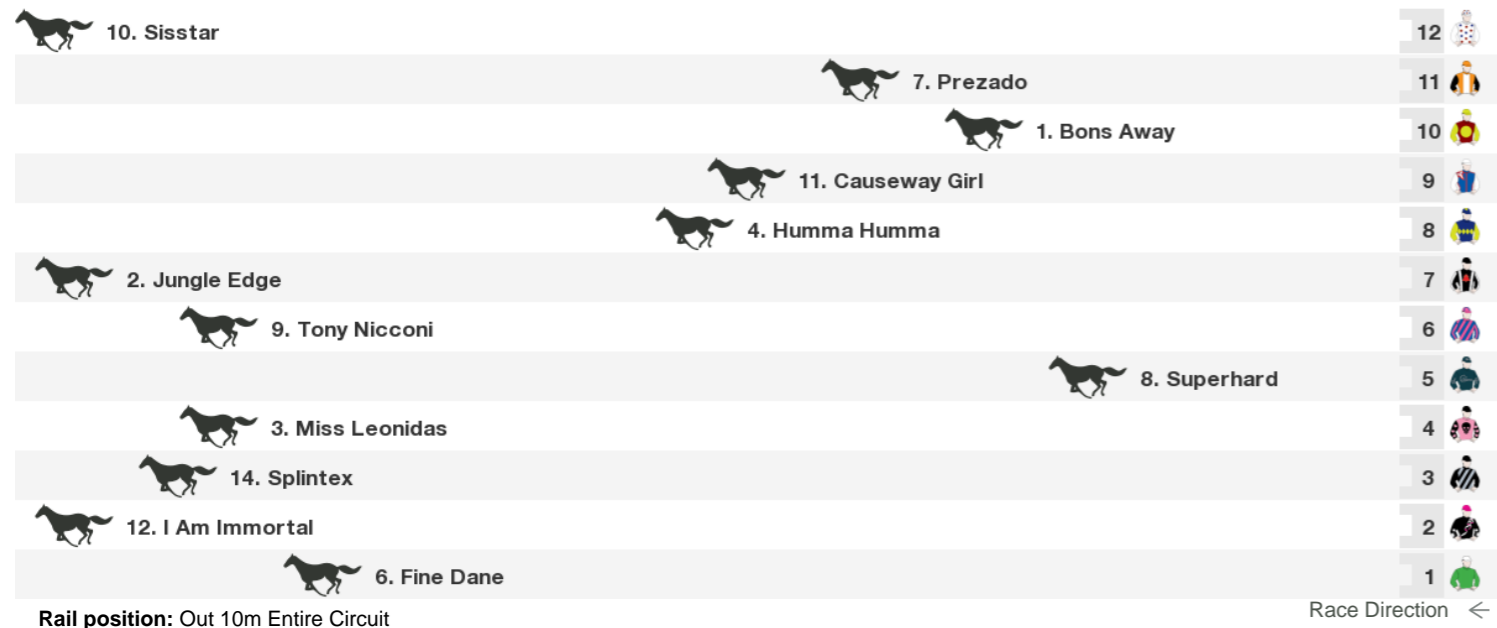 10. Sisstar 12
7. Prezado 11
1. Bons Away 10
11. Causeway Girl 9
4. Humma Humma 8
2. Jungle Edge 7
9. Tony Nicconi 6
8. Superhard 5
3. Miss Leonidas 4
14. Splintex 3
12. I Am Immortal 2
6. Fine Dane 1
Race Direction ←
Rail position: Out 10m Entire Circuit